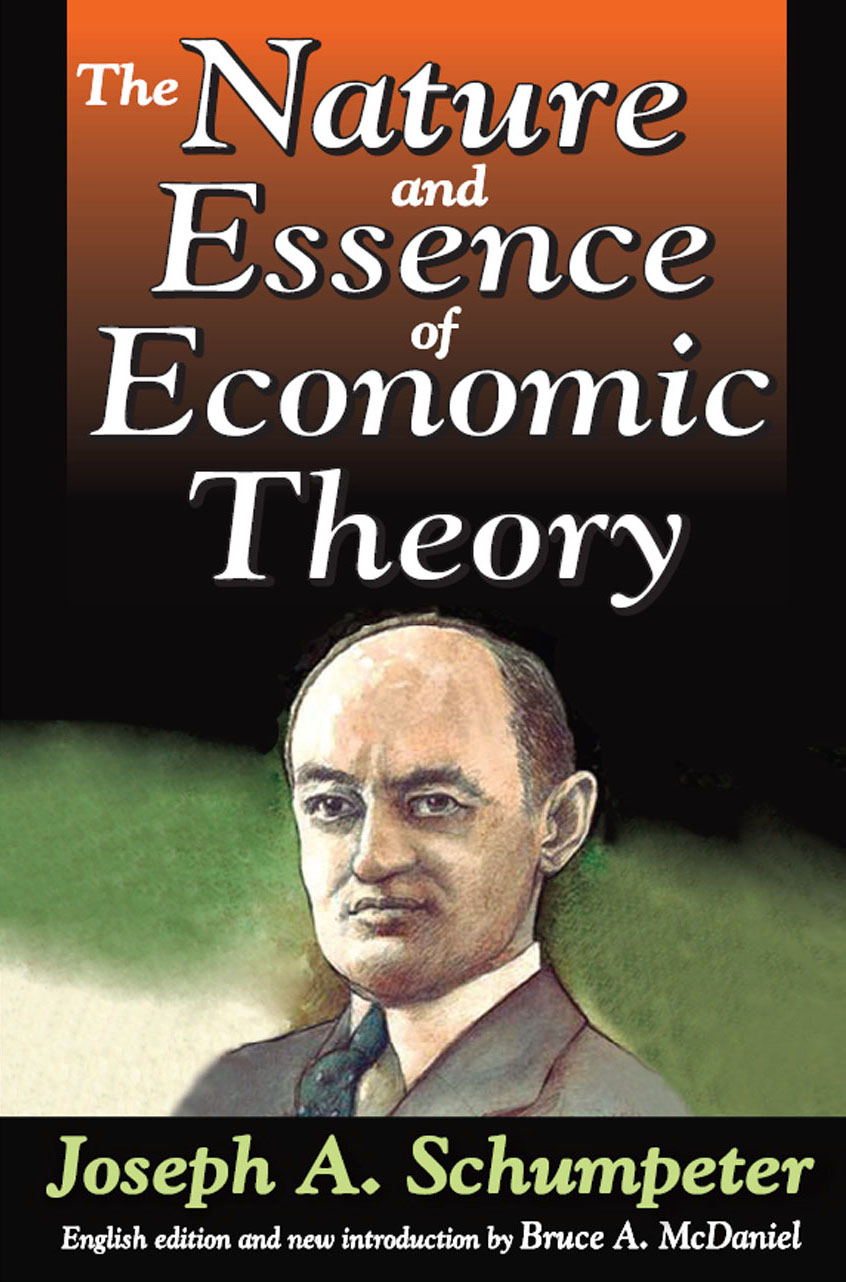 The Nature
and
Essence
of
Economic
Theory
Joseph A. Schumpeter
English edition and new introduction by Bruce A. McDaniel